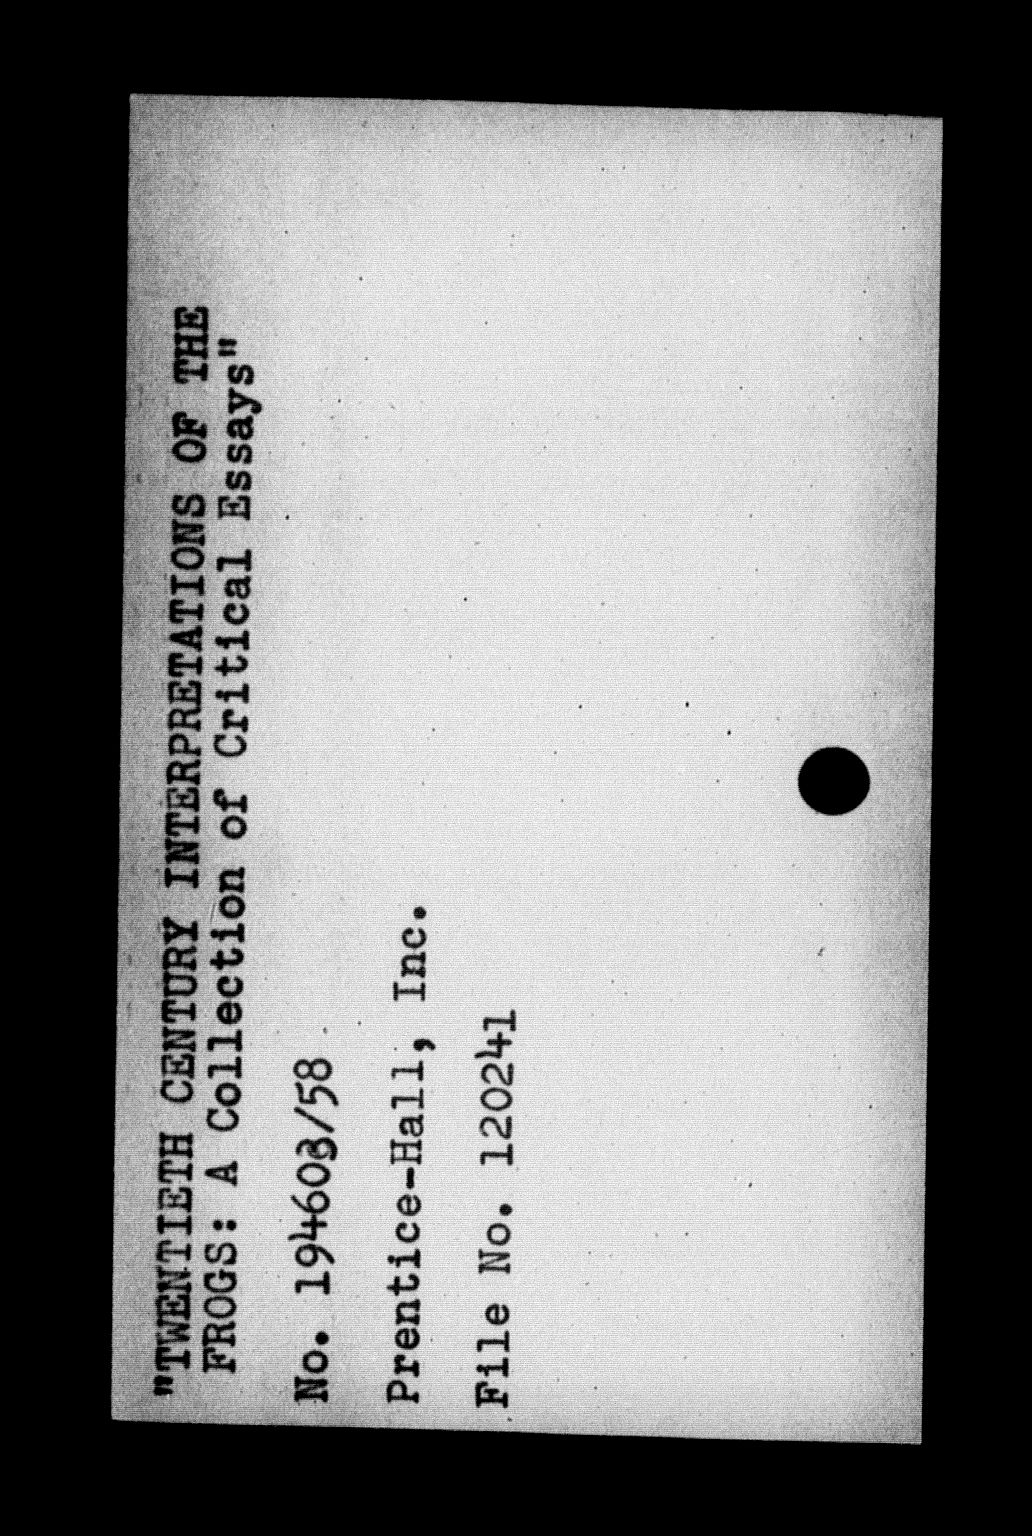 "TWENTIETH CENTURY INTERPRETATIONS OF THE
FROGS: A Collection of Critical Essays"
No. 194603/58
Prentice-Hall, Inc.
File No. 120241